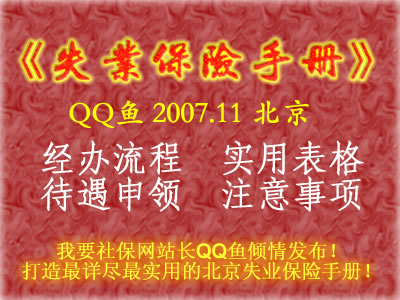 《失業保險手册》
QQ鱼 2007.11 北京
经办流程 实用表格
待遇申领 注意事项
我要社保网站长QQ鱼倾情发布！
打造最详尽最实用的北京失业保险手册！